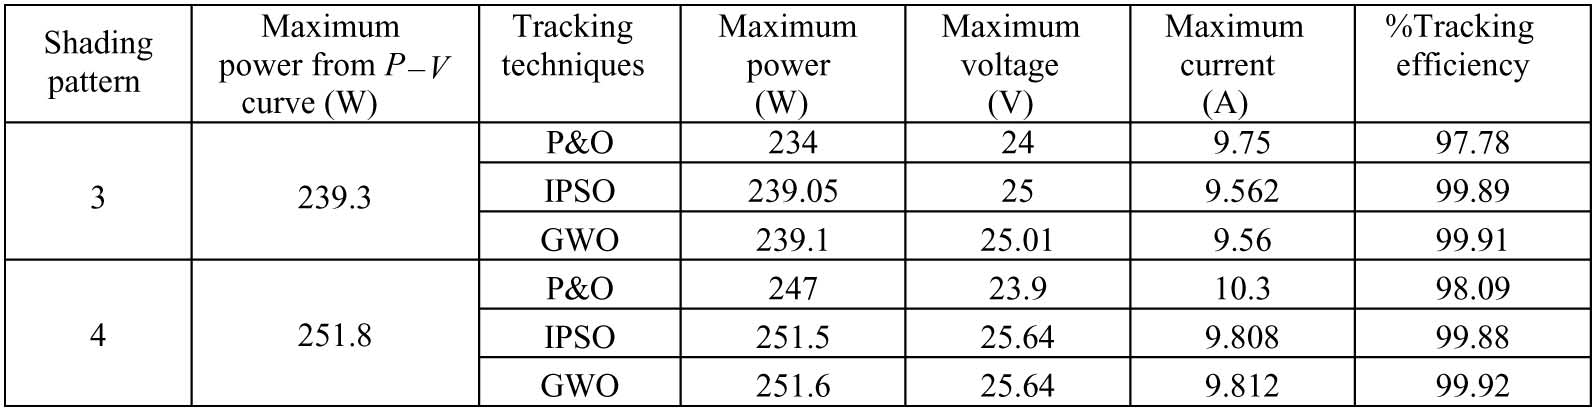 Shading pattern | Maximum power from P–V curve (W) | Tracking techniques | Maximum power (W) | Maximum voltage (V) | Maximum current (A) | %Tracking efficiency
3 | 239.3 | P&O | 234 | 24 | 9.75 | 97.78
IPSO | 239.05 | 25 | 9.562 | 99.89
GWO | 239.1 | 25.01 | 9.56 | 99.91
4 | 251.8 | P&O | 247 | 23.9 | 10.3 | 98.09
IPSO | 251.5 | 25.64 | 9.808 | 99.88
GWO | 251.6 | 25.64 | 9.812 | 99.92